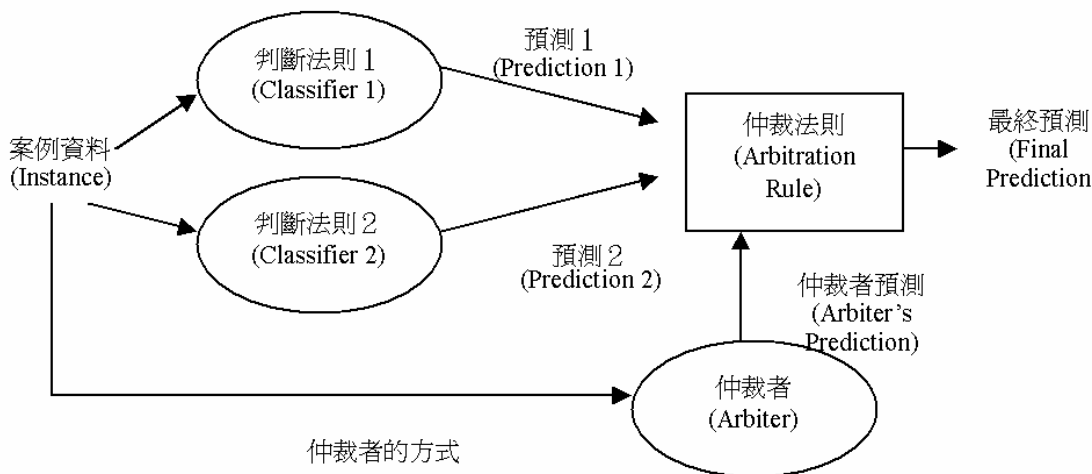 判斷法則１
(Classifier 1)
預測１
(Prediction 1)
案例資料
(Instance)
仲裁法則
(Arbitration
Rule)
最終預測
(Final
Prediction
判斷法則２
(Classifier 2)
預測２
(Prediction 2)
仲裁者預測
(Arbiter’s
Prediction)
仲裁者
(Arbiter)
仲裁者的方式